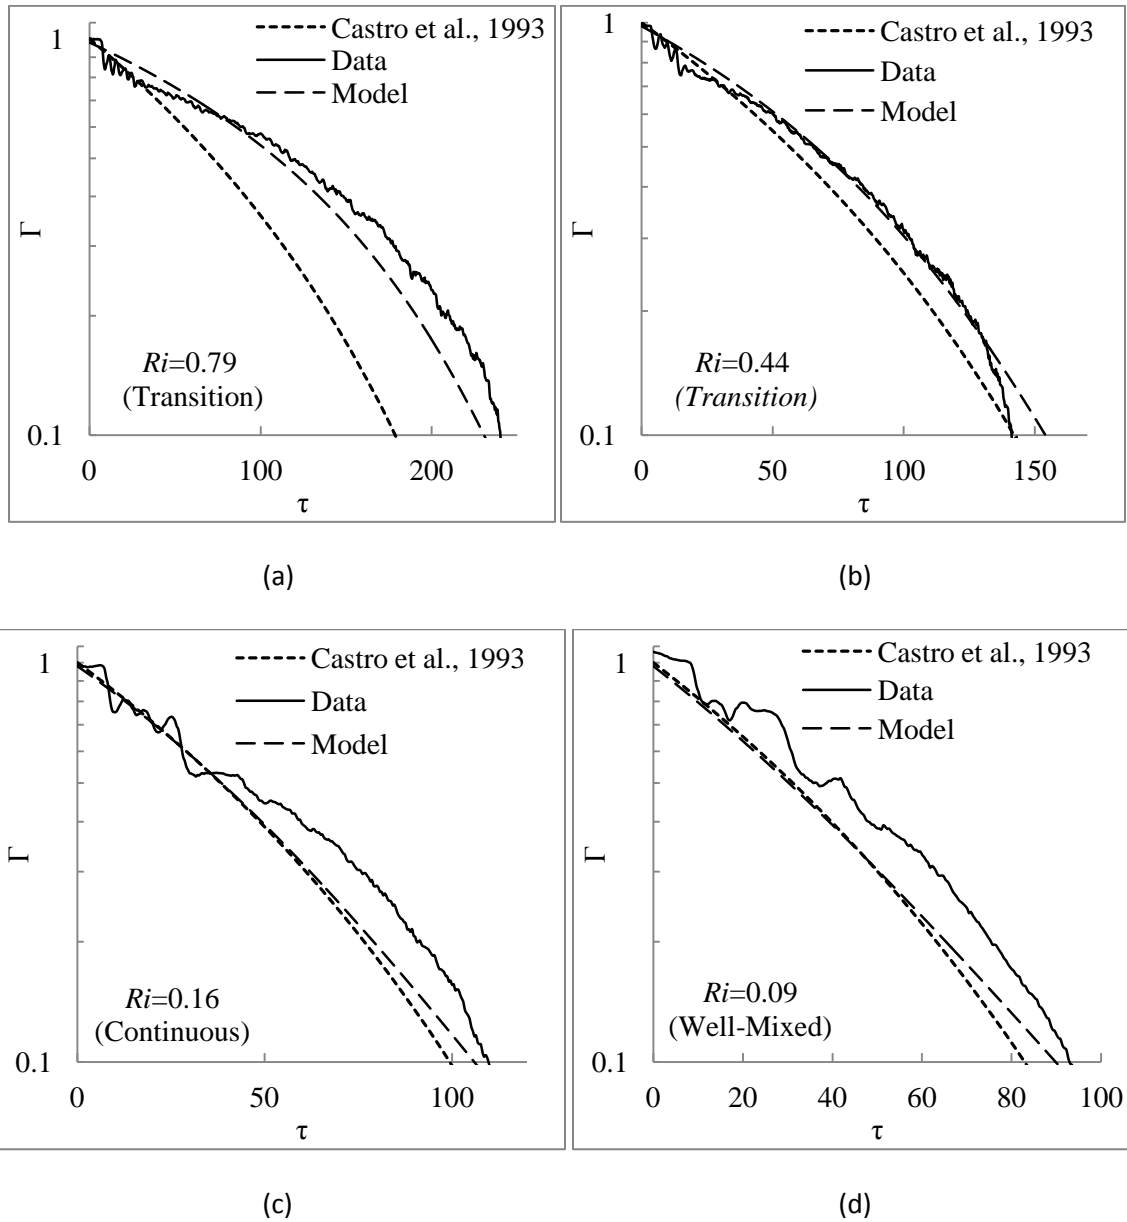 1
Castro et al., 1993
Data
Model
Γ
Ri=0.79
(Transition)
0.1
0
100
200
τ
(a)
1
Castro et al., 1993
Data
Model
Γ
Ri=0.44
(Transition)
0.1
0
50
100
150
τ
(b)
1
Castro et al., 1993
Data
Model
Γ
Ri=0.16
(Continuous)
0.1
0
50
100
τ
(c)
1
Castro et al., 1993
Data
Model
Γ
Ri=0.09
(Well-Mixed)
0.1
0
20
40
60
80
100
τ
(d)